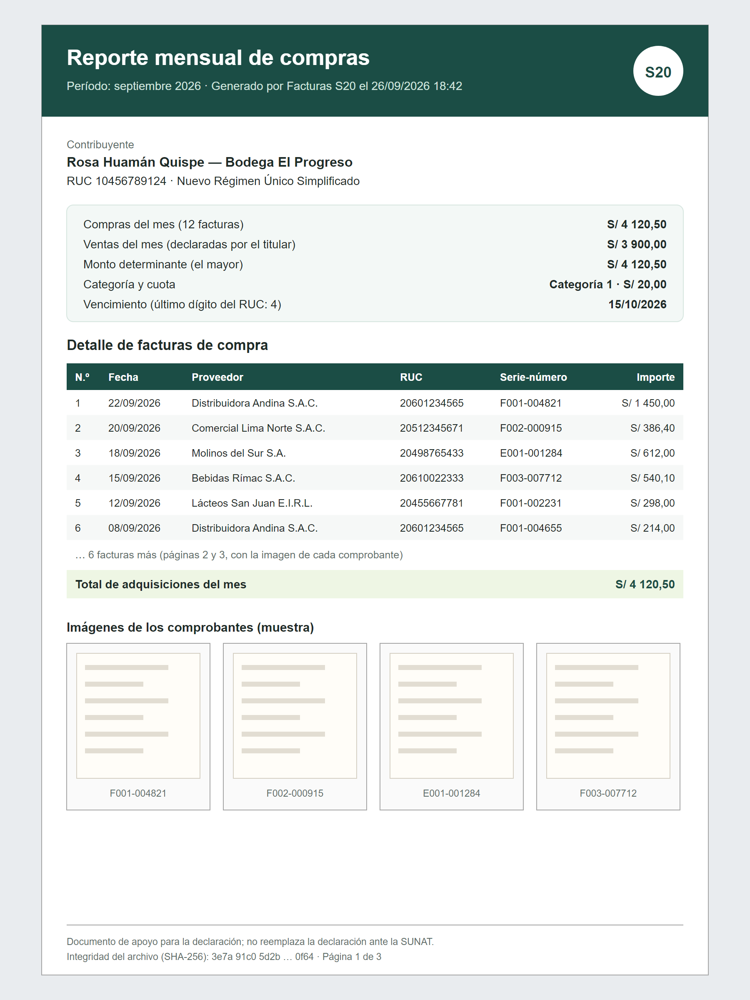 Reporte mensual de compras
Período: septiembre 2026 · Generado por Facturas S20 el 26/09/2026 18:42
S20
Contribuyente
Rosa Huamán Quispe — Bodega El Progreso
RUC 10456789124 · Nuevo Régimen Único Simplificado
Compras del mes (12 facturas) S/ 4 120,50
Ventas del mes (declaradas por el titular) S/ 3 900,00
Monto determinante (el mayor) S/ 4 120,50
Categoría y cuota Categoría 1 · S/ 20,00
Vencimiento (último dígito del RUC: 4) 15/10/2026
Detalle de facturas de compra
N.º Fecha Proveedor RUC Serie-número Importe
1 22/09/2026 Distribuidora Andina S.A.C. 20601234565 F001-004821 S/ 1 450,00
2 20/09/2026 Comercial Lima Norte S.A.C. 20512345671 F002-000915 S/ 386,40
3 18/09/2026 Molinos del Sur S.A. 20498765433 E001-001284 S/ 612,00
4 15/09/2026 Bebidas Rímac S.A.C. 20610022333 F003-007712 S/ 540,10
5 12/09/2026 Lácteos San Juan E.I.R.L. 20455667781 F001-002231 S/ 298,00
6 08/09/2026 Distribuidora Andina S.A.C. 20601234565 F001-004655 S/ 214,00
… 6 facturas más (páginas 2 y 3, con la imagen de cada comprobante)
Total de adquisiciones del mes S/ 4 120,50
Imágenes de los comprobantes (muestra)
F001-004821 F002-000915 E001-001284 F003-007712
Documento de apoyo para la declaración; no reemplaza la declaración ante la SUNAT.
Integridad del archivo (SHA-256): 3e7a 91c0 5d2b … 0f64 · Página 1 de 3